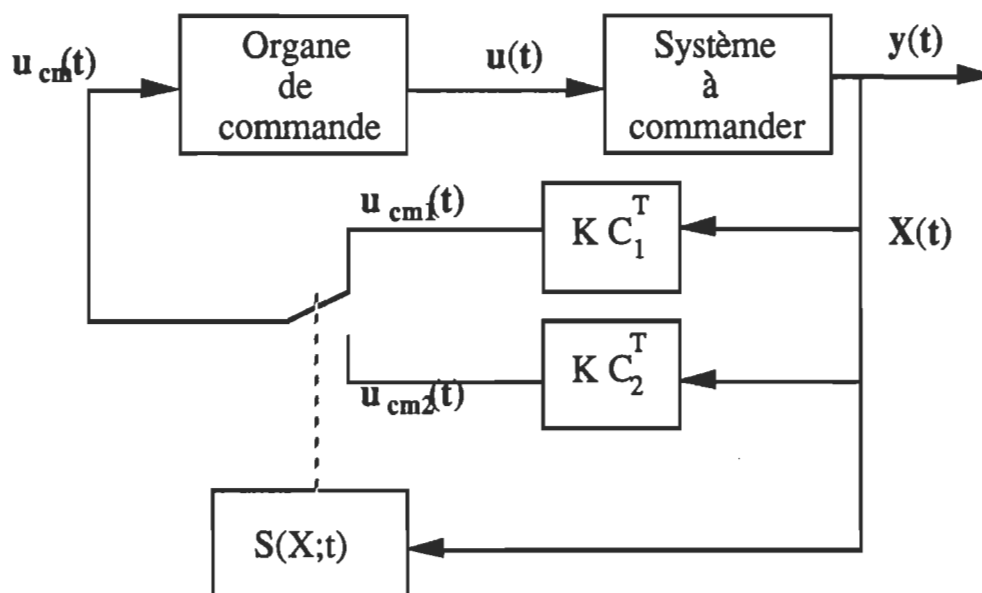 u cm(t)
Organe
de
commande
u(t)
Système
à
commander
y(t)
u cm1(t)
K C₁ᵀ
X(t)
K C₂ᵀ
u cm2(t)
S(X;t)